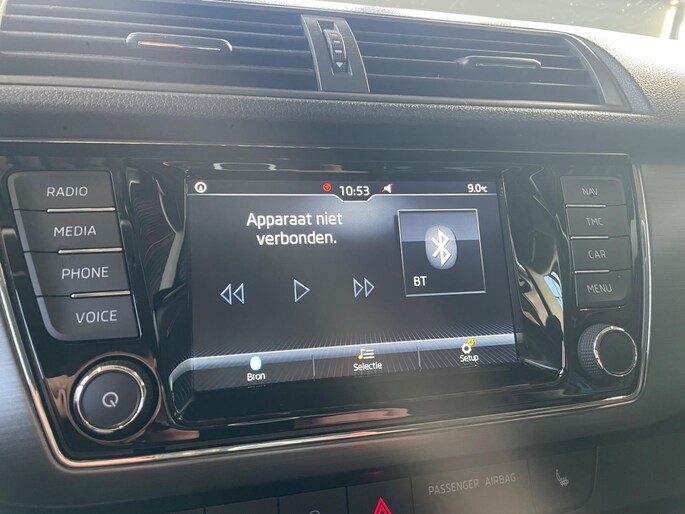 10:53
9.0°C
RADIO
MEDIA
PHONE
VOICE
Apparaat niet
verbonden.
BT
Bron
Selectie
Setup
NAV
TMC
CAR
MENU
PASSENGER AIRBAG